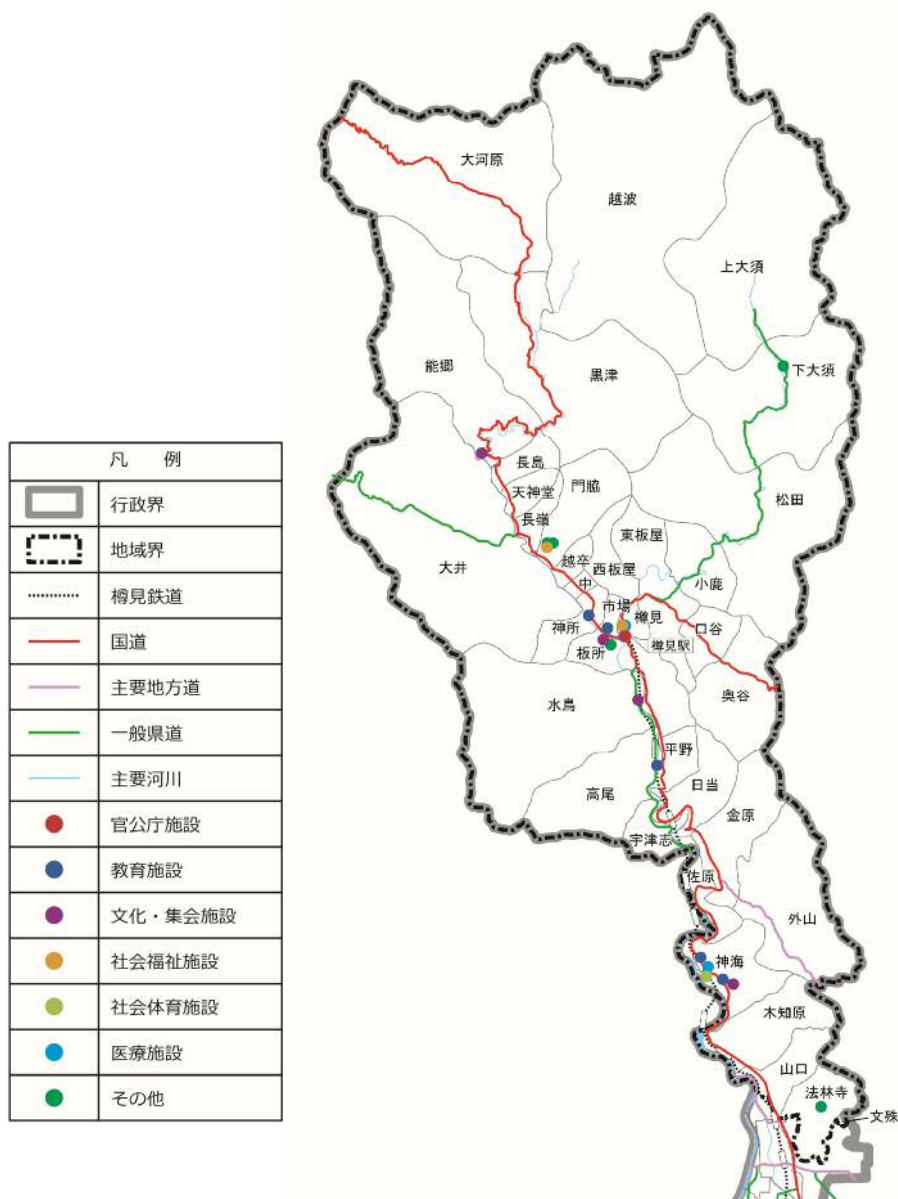 大河原
越波
上大須
下大須
能郷
黒津
長島
天神堂
門脇
松田
長嶺
東板屋
大井
越卒
西板屋
小鹿
中
市場
樽見
口谷
神所
樽見駅
板所
奥谷
水鳥
平野
日当
高尾
金原
宇津志
佐原
外山
神海
木知原
山口
法林寺
文殊
凡 例
行政界
地域界
樽見鉄道
国道
主要地方道
一般県道
主要河川
官公庁施設
教育施設
文化・集会施設
社会福祉施設
社会体育施設
医療施設
その他